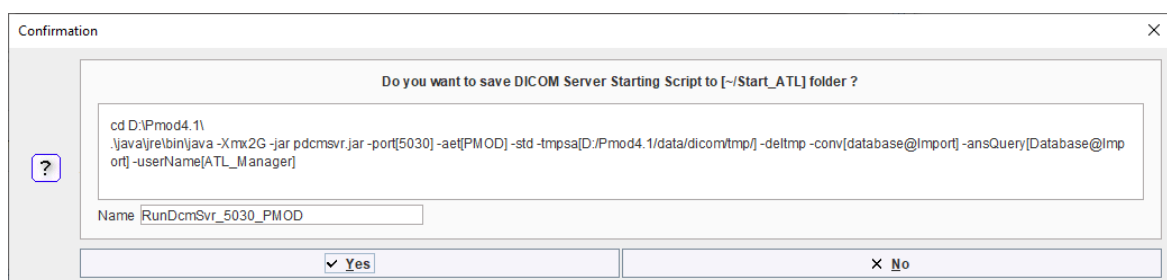 Confirmation
Do you want to save DICOM Server Starting Script to [~/Start_ATL] folder ?
cd D:\Pmod4.1\
.\java\jre\bin\java -Xmx2G -jar pdcmsvr.jar -port[5030] -aet[PMOD] -std -tmpsa[D:/Pmod4.1/data/dicom/tmp/] -deltmp -conv[database@Import] -ansQuery[Database@Imp
ort] -userName[ATL_Manager]
?
Name RunDcmSvr_5030_PMOD
Yes
No